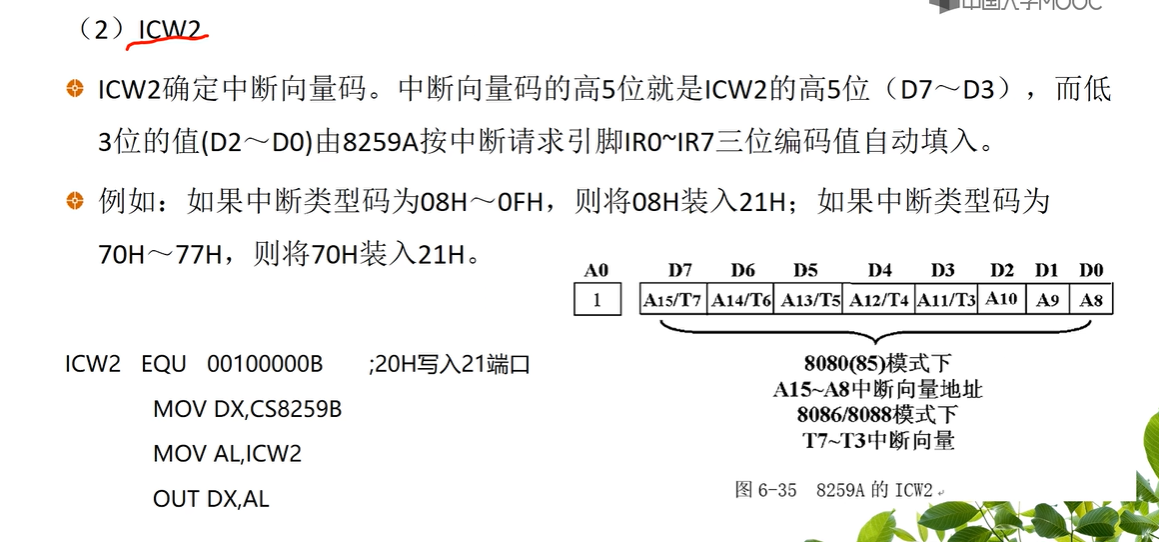 中国大学MOOC
（2）ICW2
ICW2确定中断向量码。中断向量码的高5位就是ICW2的高5位（D7～D3），而低
3位的值(D2～D0)由8259A按中断请求引脚IR0~IR7三位编码值自动填入。
例如：如果中断类型码为08H～0FH，则将08H装入21H；如果中断类型码为
70H～77H，则将70H装入21H。
A0 D7 D6 D5 D4 D3 D2 D1 D0
1 A15/T7 A14/T6 A13/T5 A12/T4 A11/T3 A10 A9 A8
ICW2 EQU 00100000B ;20H写入21端口
MOV DX,CS8259B
MOV AL,ICW2
OUT DX,AL
8080(85)模式下
A15~A8中断向量地址
8086/8088模式下
T7~T3中断向量
图 6-35 8259A 的 ICW2